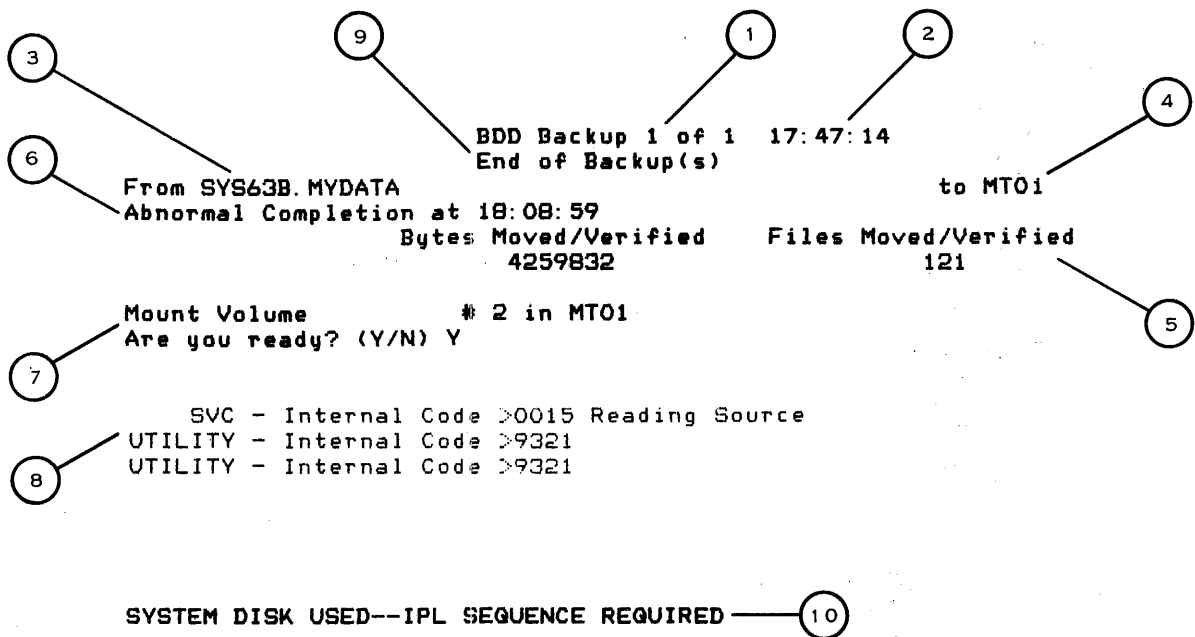 9 1 2
3
4
BDD Backup 1 of 1 17:47:14
End of Backup(s)
6
From SYS63B.MYDATA to MT01
Abnormal Completion at 18:08:59
Bytes Moved/Verified Files Moved/Verified
4259832 121
Mount Volume # 2 in MT01
Are you ready? (Y/N) Y
5
7
SVC - Internal Code >0015 Reading Source
UTILITY - Internal Code >9321
UTILITY - Internal Code >9321
8
SYSTEM DISK USED--IPL SEQUENCE REQUIRED 10